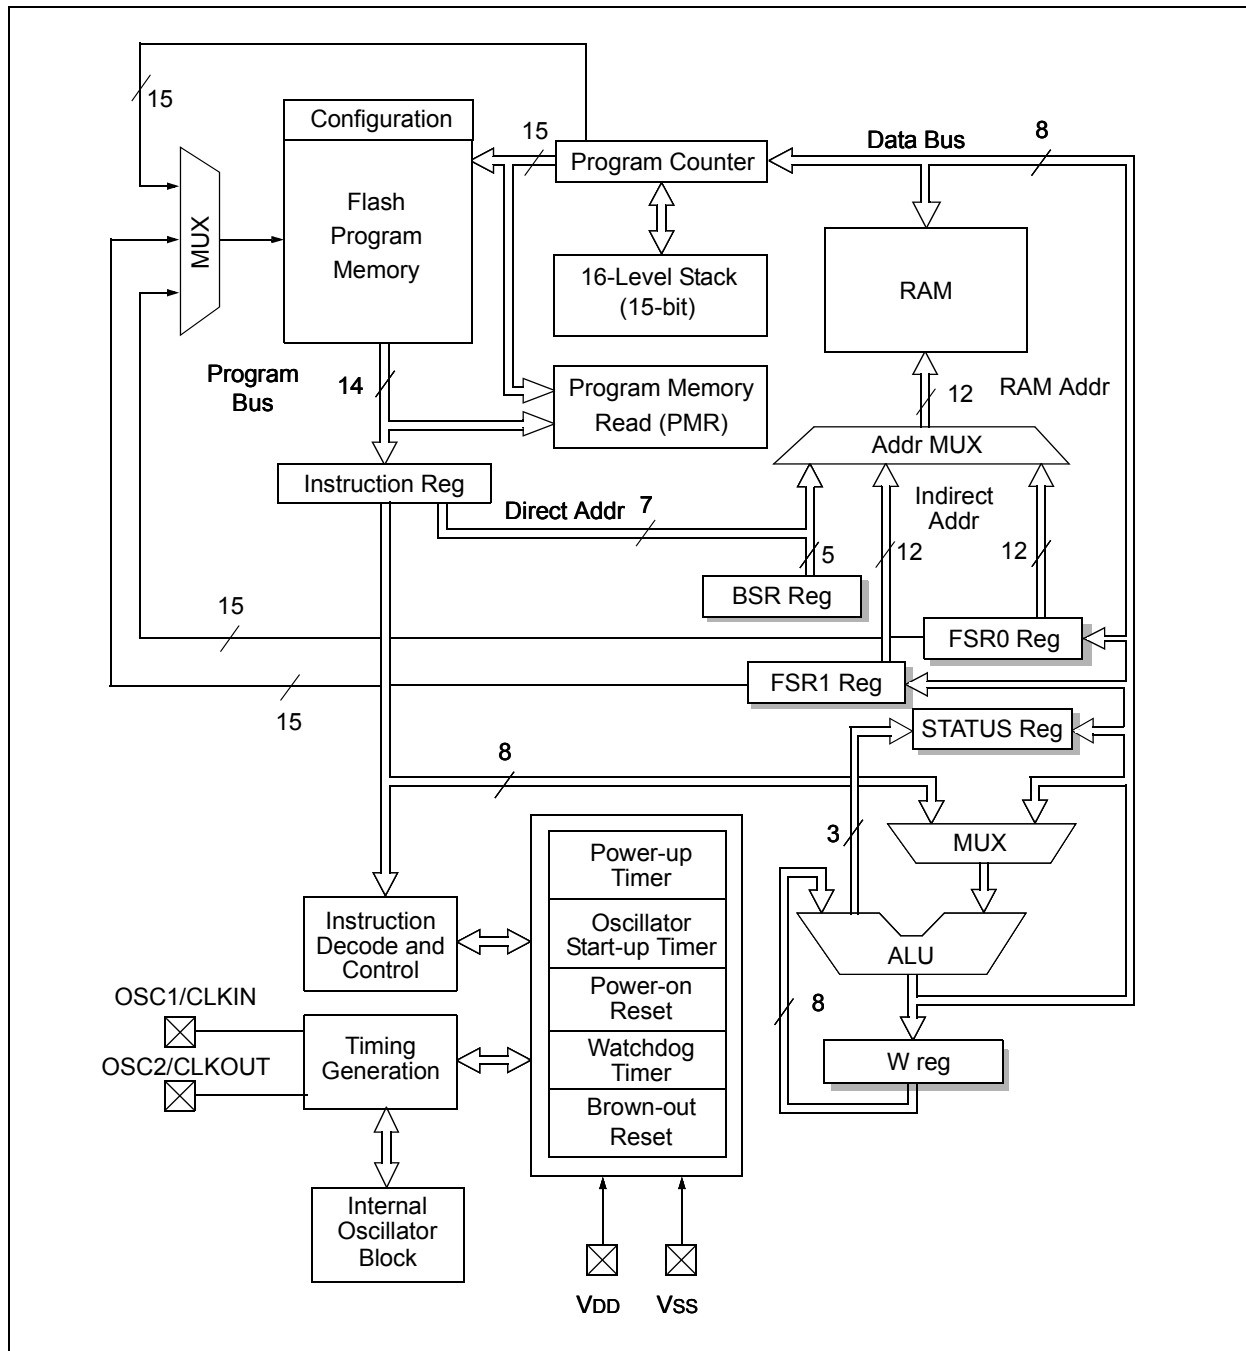 15
Configuration
Flash
Program
Memory
MUX
15
Program Counter
Data Bus
8
16-Level Stack
(15-bit)
RAM
Program
Bus
14
Program Memory
Read (PMR)
12
RAM Addr
Addr MUX
Instruction Reg
Direct Addr
7
Indirect
Addr
5
12
12
BSR Reg
15
FSR0 Reg
15
FSR1 Reg
STATUS Reg
8
3
MUX
Power-up
Timer
Oscillator
Start-up Timer
Power-on
Reset
Watchdog
Timer
Brown-out
Reset
Instruction
Decode and
Control
ALU
8
W reg
OSC1/CLKIN
OSC2/CLKOUT
Timing
Generation
Internal
Oscillator
Block
VDD
VSS